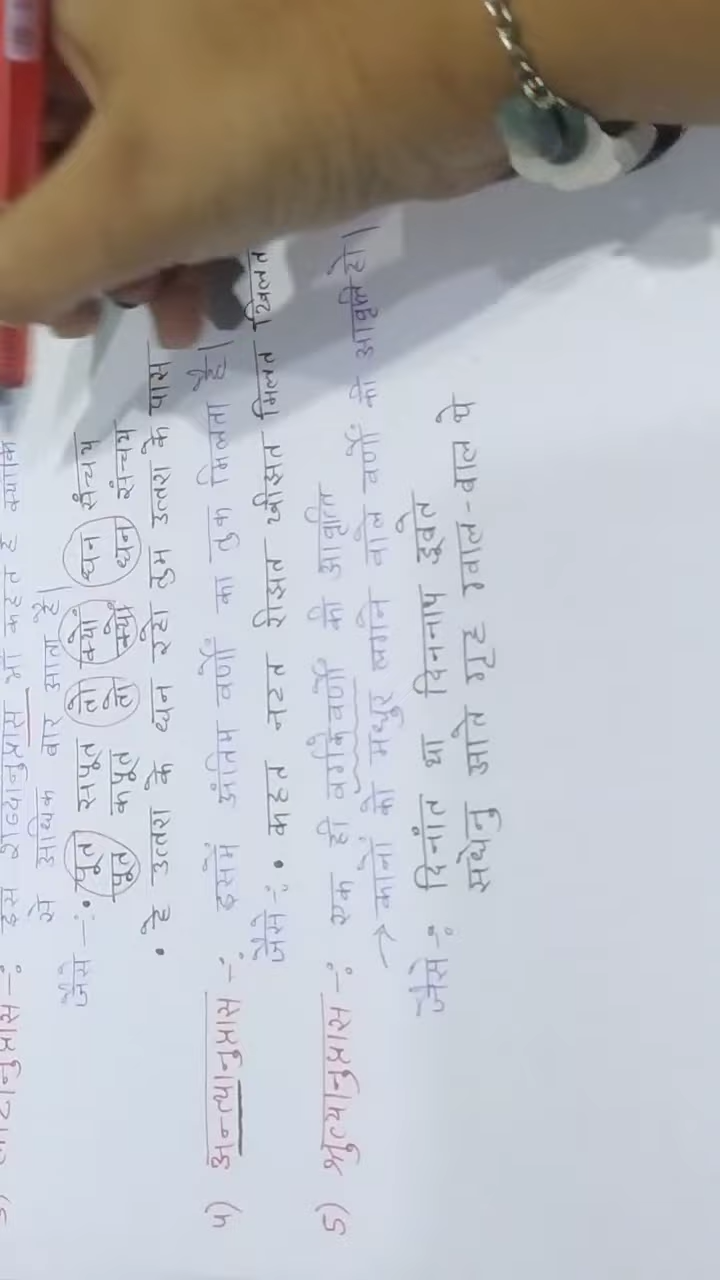 3) लाटानुप्रास -: इसे शब्दानुप्रास भी कहते हैं क्योंकि
से अधिक बार आता है।
जैसे -: • पूत सपूत तो क्यों धन संचय
पूत कपूत तो क्यों धन संचय
• है उत्तरा के धन रहो तुम उत्तरा के पास
4) अन्त्यानुप्रास -: इसमें अंतिम वर्णों का तुक मिलता है।
जैसे -: • कहत नटत रीझत खीझत मिलत खिलत
5) श्रुत्यानुप्रास -: एक ही वर्ग के वर्णों की आवृत्ति
→ कानों को मधुर लगने वाले वर्णों की आवृत्ति हो।
जैसे -: दिनांत था दिननाथ डूबते
सधेनु आते गृह ग्वाल-बाल थे